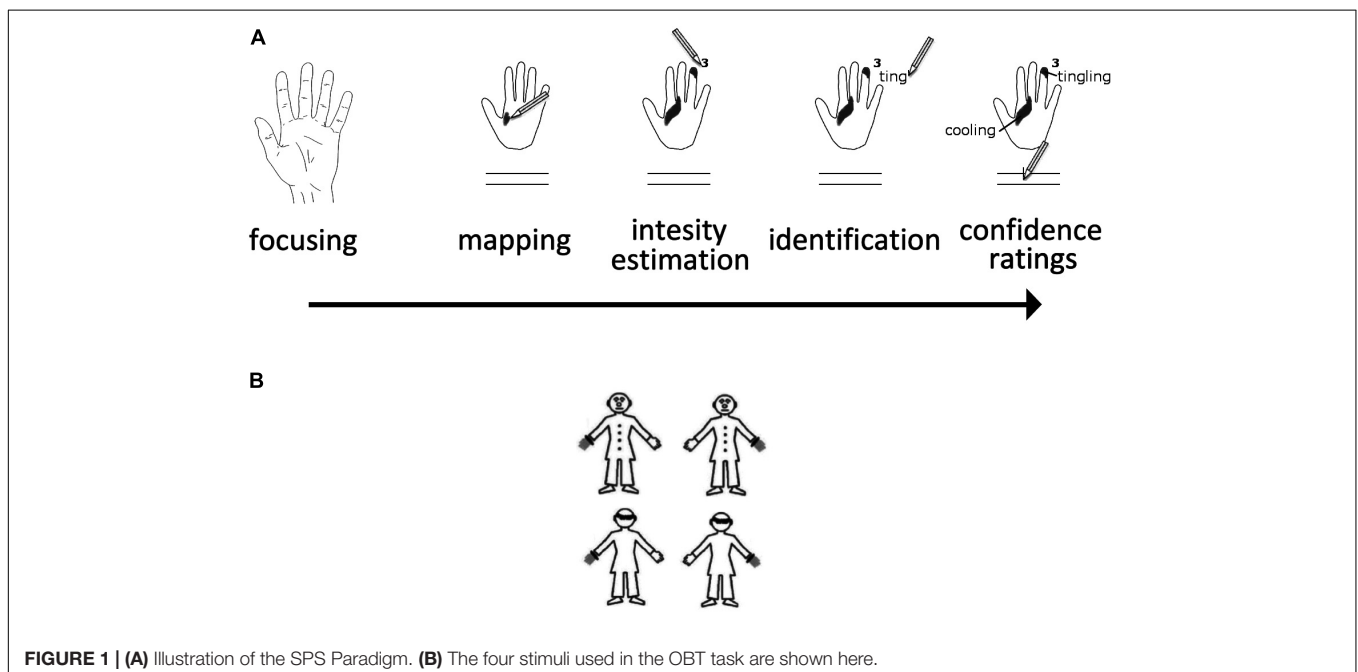 A
3
3
ting
3
tingling
cooling
focusing
mapping
intesity
estimation
identification
confidence
ratings
B
FIGURE 1 | (A) Illustration of the SPS Paradigm. (B) The four stimuli used in the OBT task are shown here.